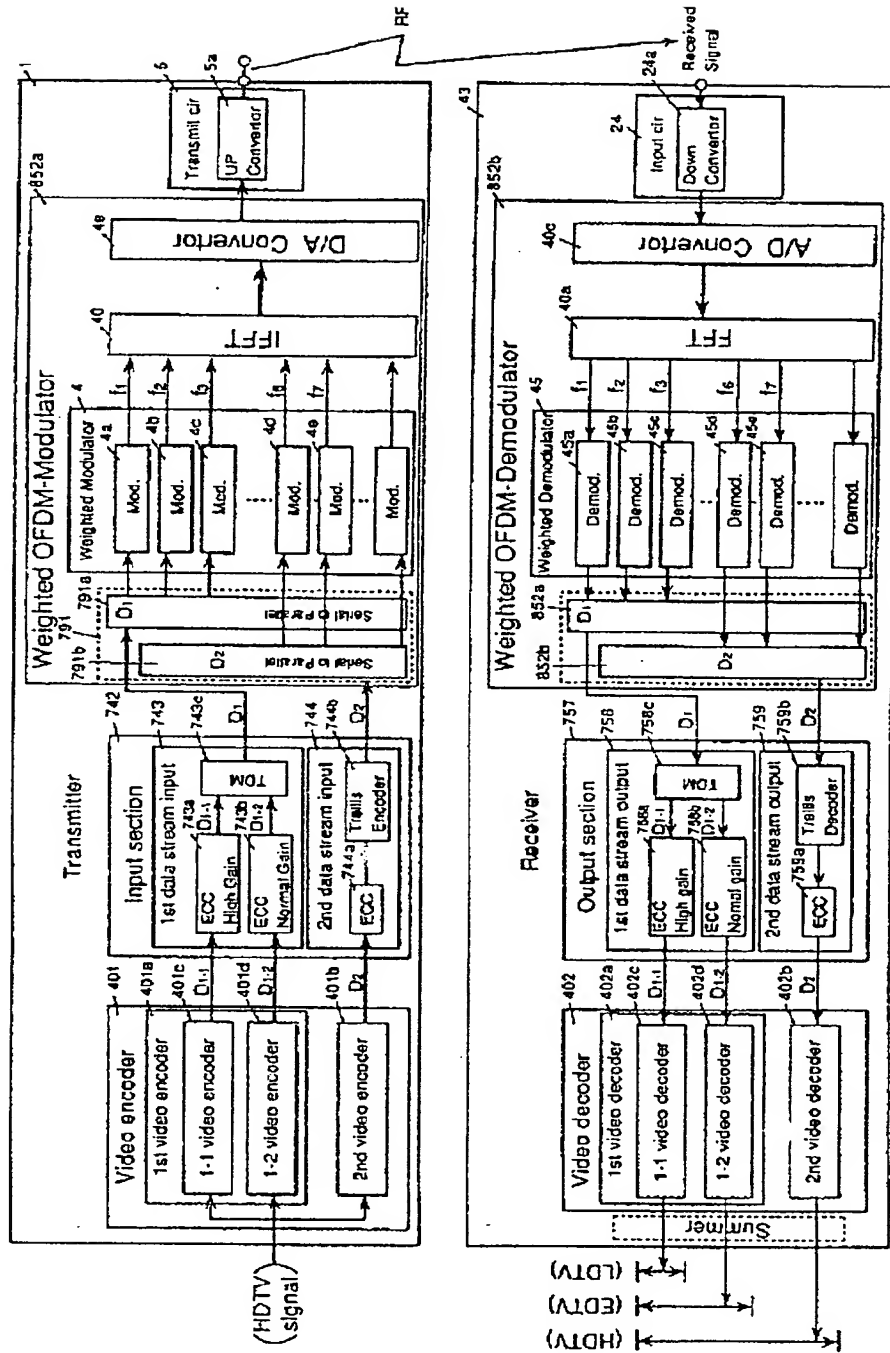 Transmitter
1
(HDTV signal)
401
Video encoder
401a
1st video encoder
401c
1-1 video encoder
401d
1-2 video encoder
401b
2nd video encoder
D1-1
D1-2
D2
742
Input section
743
1st data stream input
743a
ECC
High Gain
D1-1
743b
ECC
Normal Gain
D1-2
743c
TDM
D1
744
2nd data stream input
744a
ECC
744b
Trellis
Encoder
D2
852a
Weighted OFDM-Modulator
791
791a
D1
Serial to Parallel
791b
D2
Serial to Parallel
4
Weighted Modulator
4a
Mod.
4b
Mod.
4c
Mod.
4d
Mod.
4e
Mod.
Mod.
f1
f2
f3
f6
f7
40
IFFT
D/A Convertor
Transmit cir
5a
UP
Convertor
RF
Receiver
43
Received
Signal
24
Input cir
24a
Down
Convertor
852b
Weighted OFDM-Demodulator
40c
A/D Convertor
40a
FFT
f1
f2
f3
f6
f7
45
Weighted Demodulator
45a
Demod.
45b
Demod.
45c
Demod.
45d
Demod.
45e
Demod.
Demod.
852a
D1
852b
D2
757
Output section
758
1st data stream output
758c
TDM
D1
758a
D1-1
ECC
High gain
758b
D1-2
ECC
Nomal gain
759
2nd data stream output
759b
Trellis
Decoder
759a
ECC
D2
402
Video decoder
402a
1st video decoder
402c
1-1 video decoder
402d
1-2 video decoder
402b
2nd video decoder
D1-1
D1-2
D2
Summer
(LDTV)
(EDTV)
(HDTV)